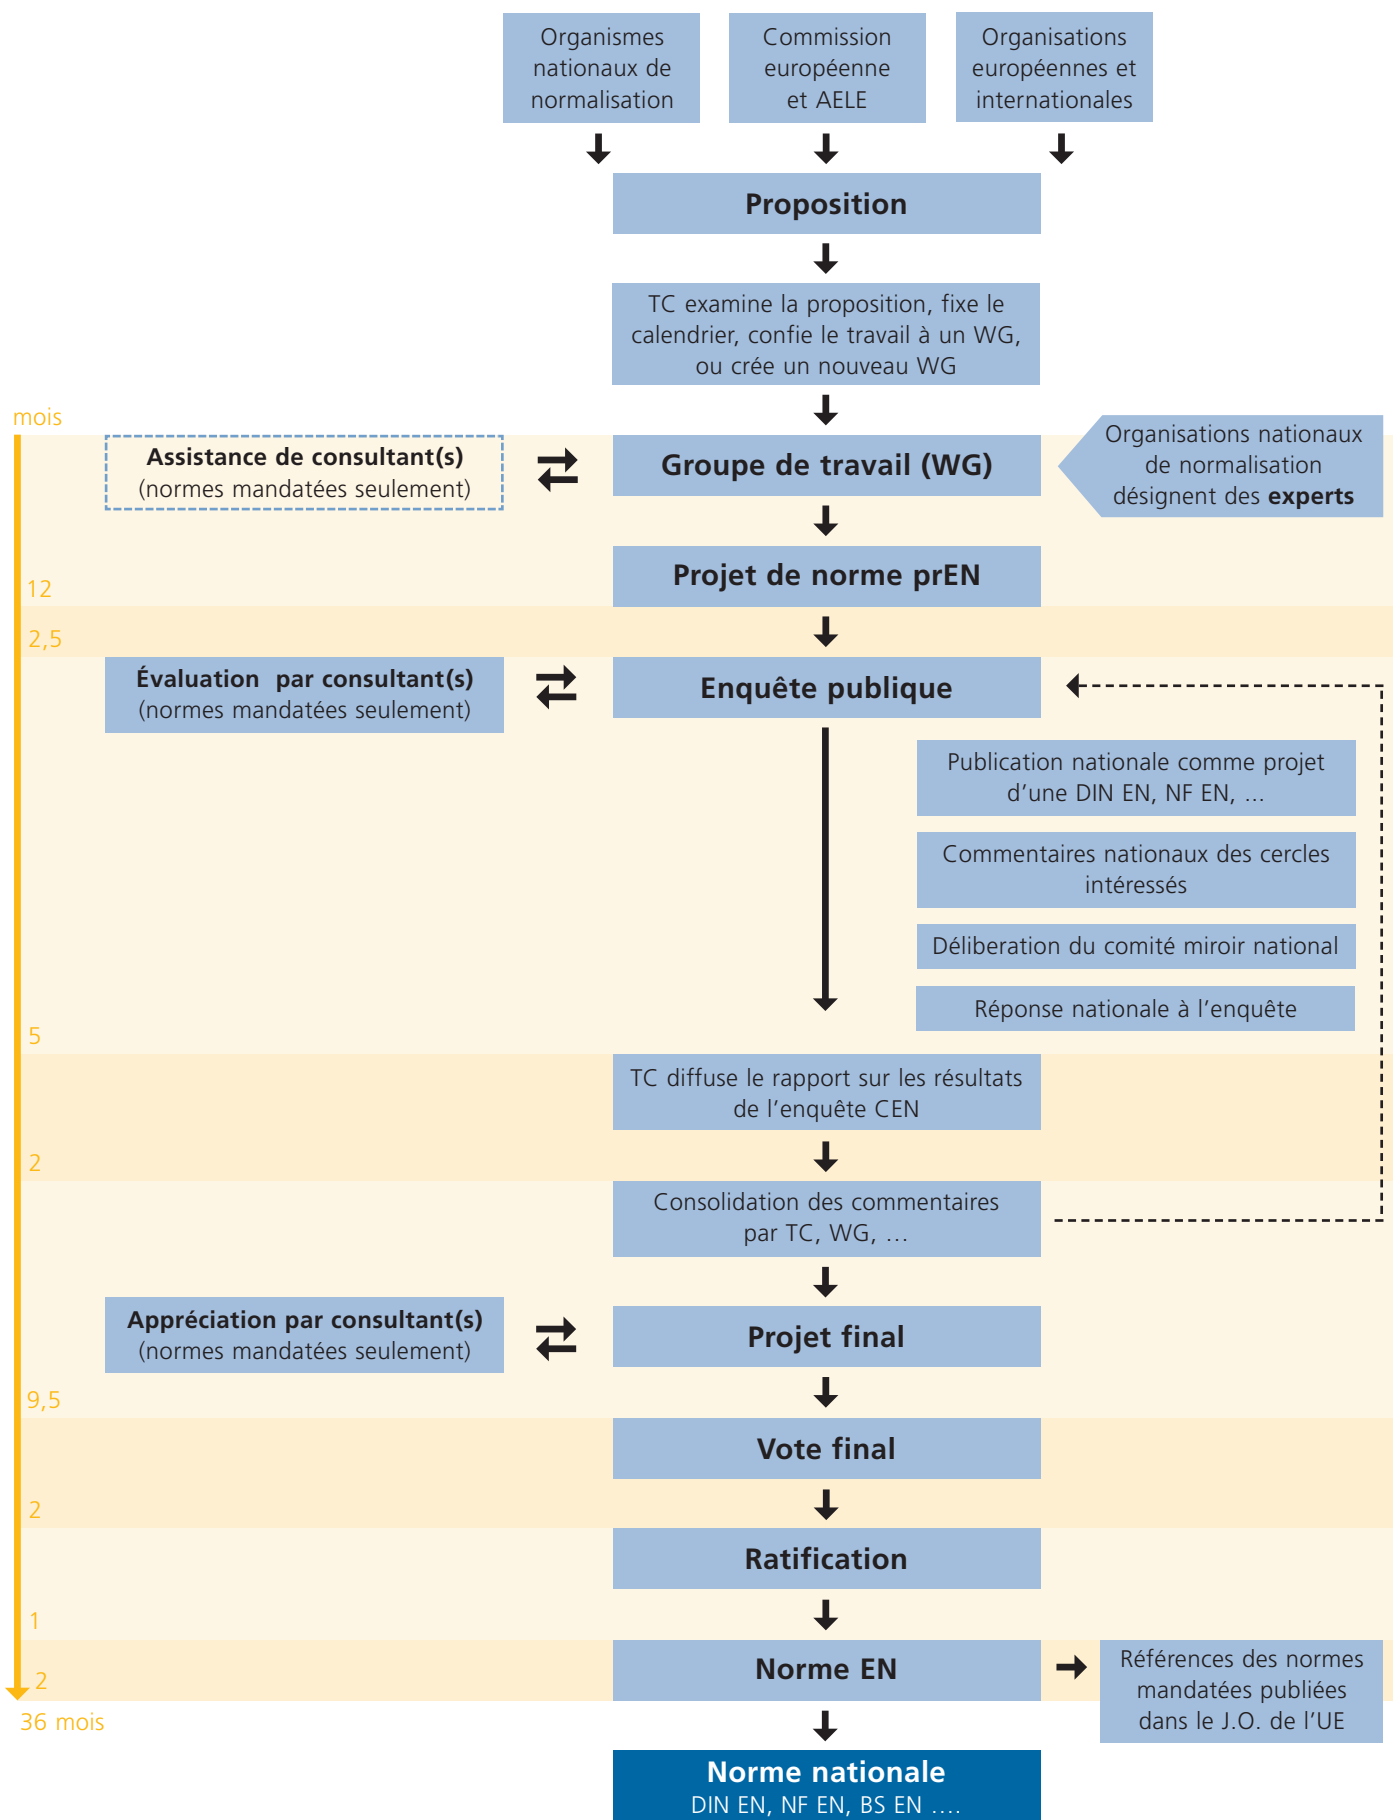 Organismes
nationaux de
normalisation
Commission
européenne
et AELE
Organisations
européennes et
internationales
Proposition
TC examine la proposition, fixe le
calendrier, confie le travail à un WG,
ou crée un nouveau WG
mois
Assistance de consultant(s)
(normes mandatées seulement)
Groupe de travail (WG)
Organisations nationaux
de normalisation
désignent des experts
Projet de norme prEN
12
2,5
Évaluation par consultant(s)
(normes mandatées seulement)
Enquête publique
Publication nationale comme projet
d'une DIN EN, NF EN, ...
Commentaires nationaux des cercles
intéressés
Déliberation du comité miroir national
Réponse nationale à l'enquête
5
TC diffuse le rapport sur les résultats
de l'enquête CEN
2
Consolidation des commentaires
par TC, WG, …
Appréciation par consultant(s)
(normes mandatées seulement)
Projet final
9,5
Vote final
2
Ratification
1
Norme EN
2
Références des normes
mandatées publiées
dans le J.O. de l'UE
36 mois
Norme nationale
DIN EN, NF EN, BS EN ….